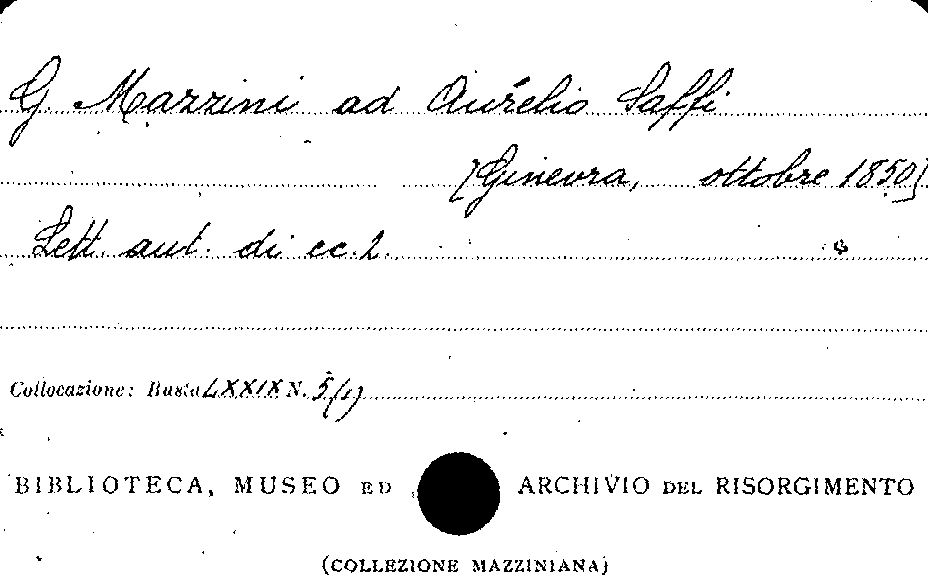 G. Mazzini ad Aurelio Saffi
[Ginevra, ottobre 1850]
Lett. aut. di cc. 2.
Collocazione: Busta LXXIX N. 5(1)
BIBLIOTECA, MUSEO ED ARCHIVIO DEL RISORGIMENTO
(COLLEZIONE MAZZINIANA)